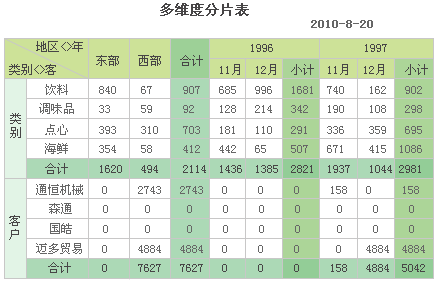 多维度分片表
2010-8-20
地区<>年 东部 西部 合计 1996 1997
类别<>客 11月 12月 小计 11月 12月 小计
类别 饮料 840 67 907 685 996 1681 740 162 902
调味品 33 59 92 128 214 342 190 108 298
点心 393 310 703 181 110 291 336 359 695
海鲜 354 58 412 442 65 507 671 415 1086
合计 1620 494 2114 1436 1385 2821 1937 1044 2981
客户 通恒机械 0 2743 2743 0 0 0 158 0 158
森通 0 0 0 0 0 0 0 0 0
国皓 0 0 0 0 0 0 0 0 0
迈多贸易 0 4884 4884 0 0 0 0 4884 4884
合计 0 7627 7627 0 0 0 158 4884 5042